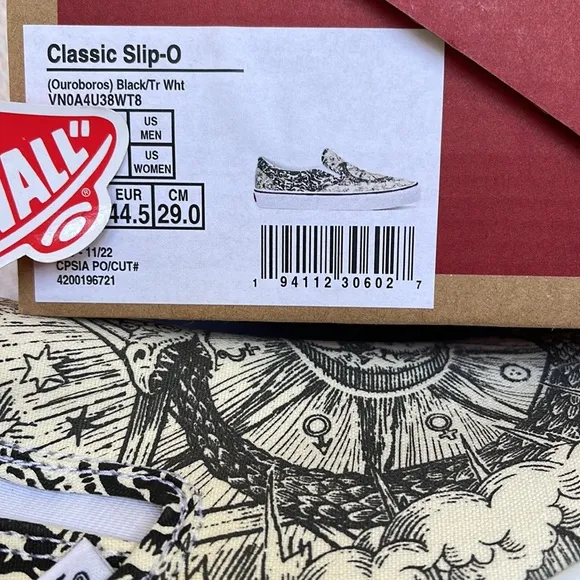 Classic Slip-O
(Ouroboros) Black/Tr Wht
VN0A4U38WT8
US
MEN
US
WOMEN
EUR
CM
44.5
29.0
11/22
CPSIA PO/CUT#
4200196721
1 94112 30602 7
WALL"